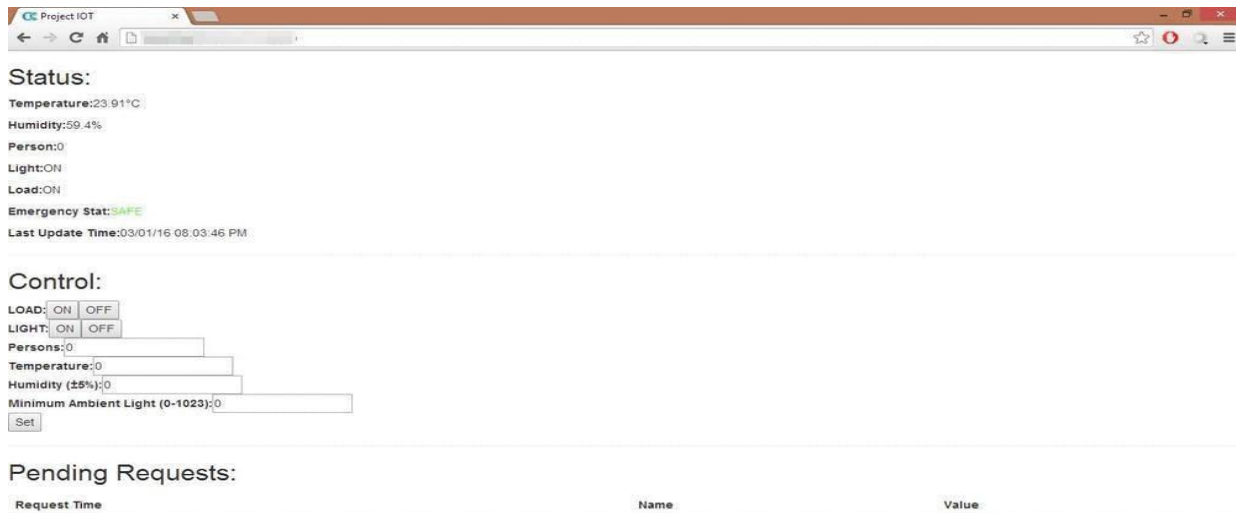 Project IOT
Status:
Temperature:23.91°C
Humidity:59.4%
Person:0
Light:ON
Load:ON
Emergency Stat:SAFE
Last Update Time:03/01/16 08:03:46 PM
Control:
LOAD: ON OFF
LIGHT: ON OFF
Persons:0
Temperature:0
Humidity (±5%):0
Minimum Ambient Light (0-1023):0
Set
Pending Requests:
Request Time Name Value